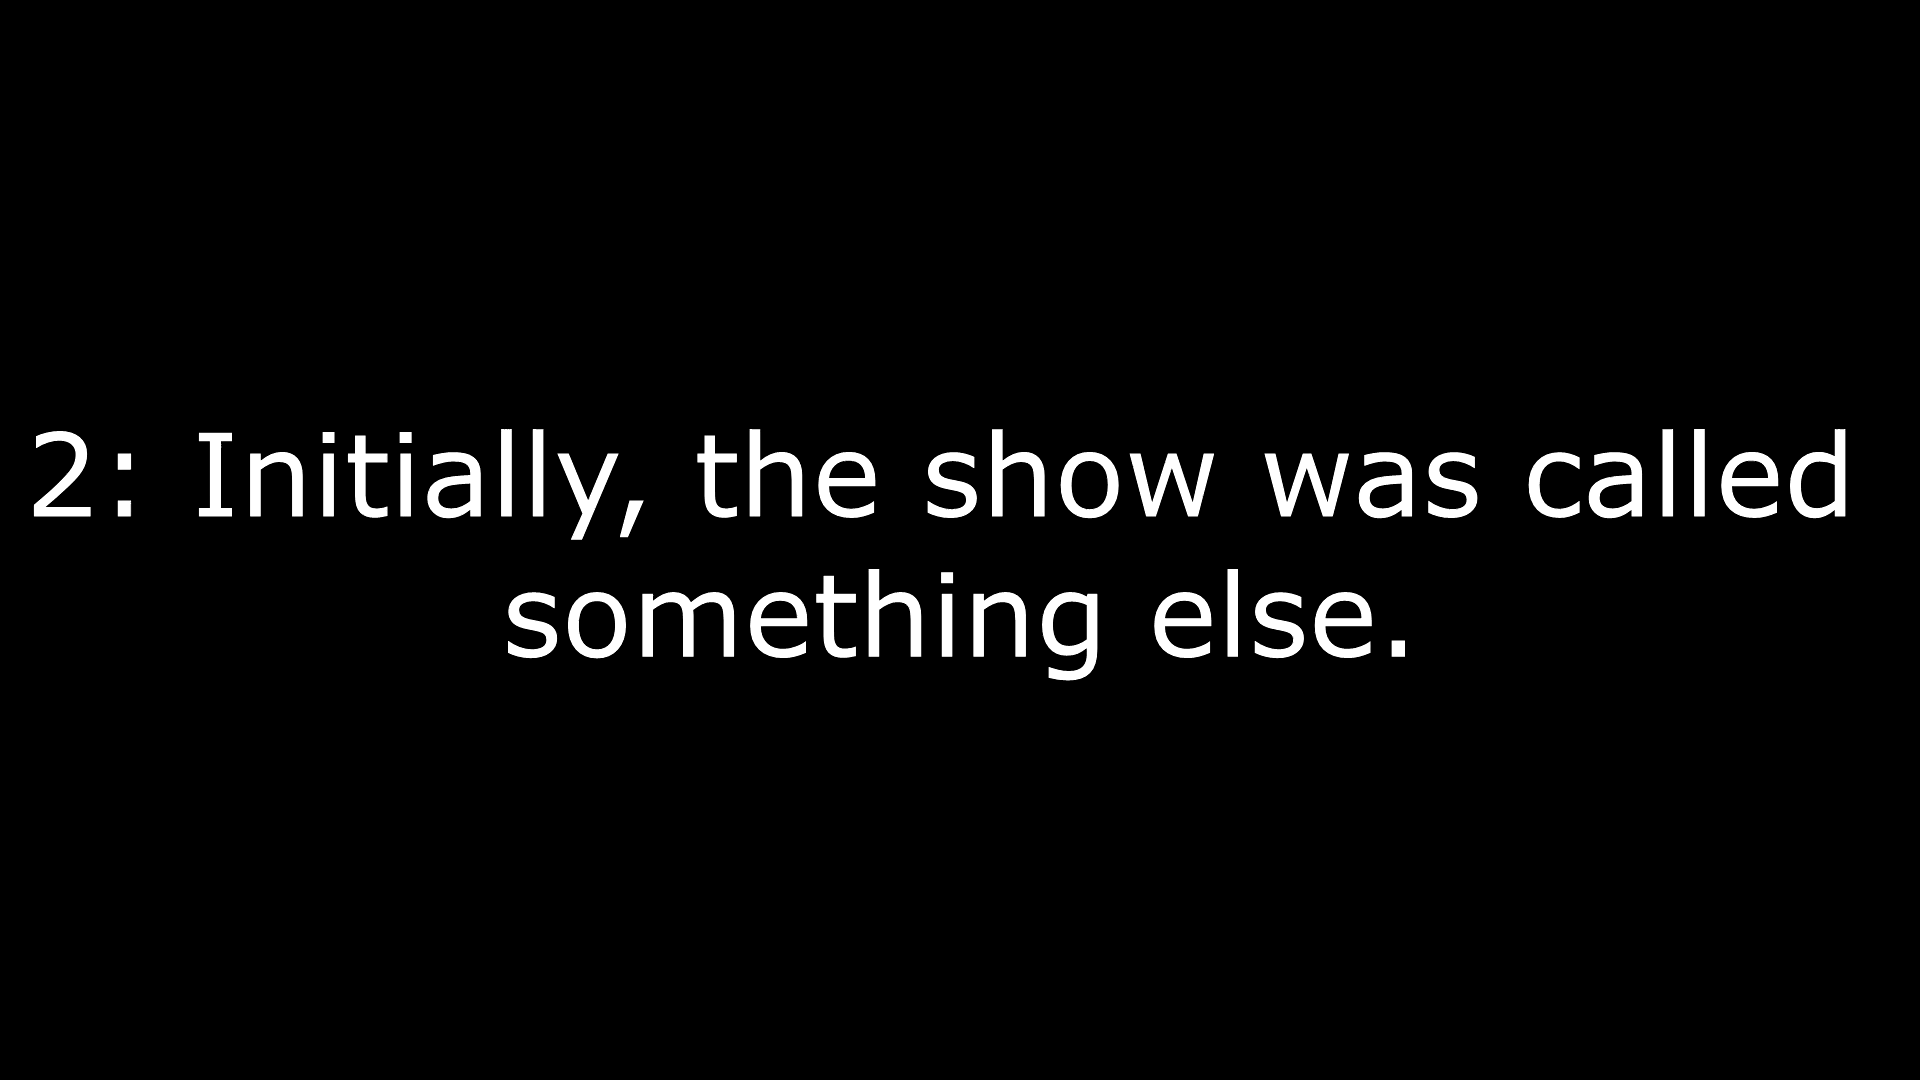 2: Initially, the show was called
something else.